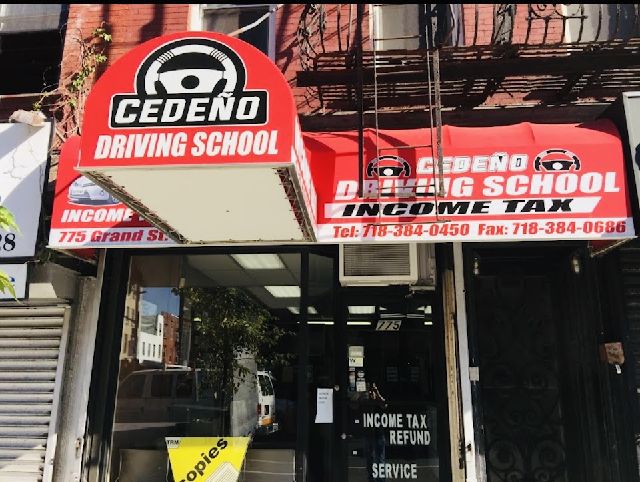 CEDEÑO
DRIVING SCHOOL
CEDEÑO
DRIVING SCHOOL
INCOME TAX
Tel: 718-384-0450 Fax: 718-384-0686
INCOME
775 Grand St.
28
775
INCOME TAX
REFUND
SERVICE
copies